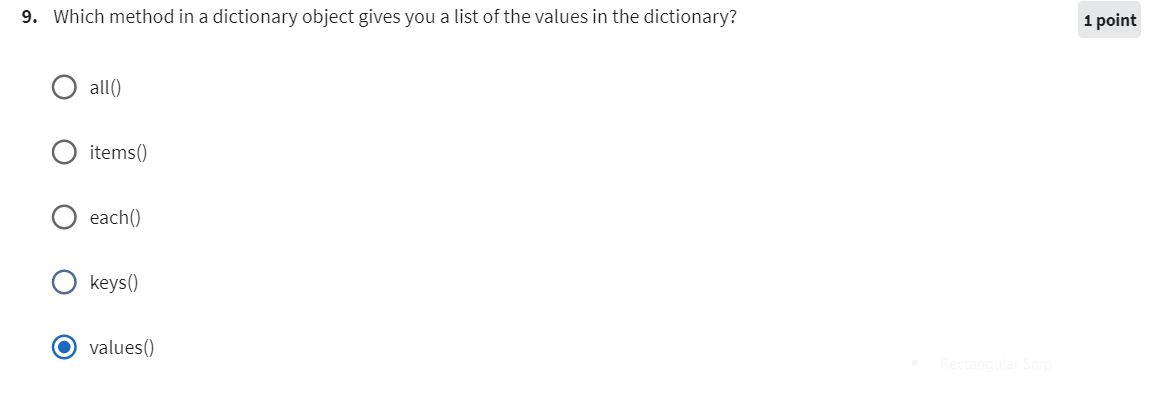 9. Which method in a dictionary object gives you a list of the values in the dictionary?
1 point
all()
items()
each()
keys()
values()
Rectangular Snip